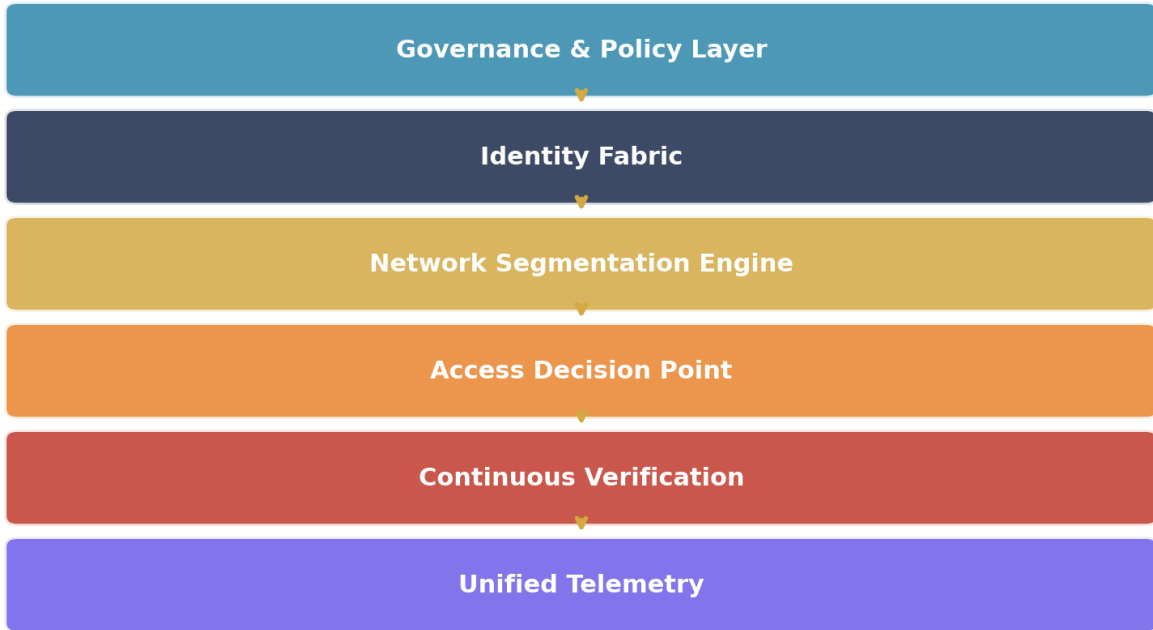 Governance & Policy Layer
Identity Fabric
Network Segmentation Engine
Access Decision Point
Continuous Verification
Unified Telemetry